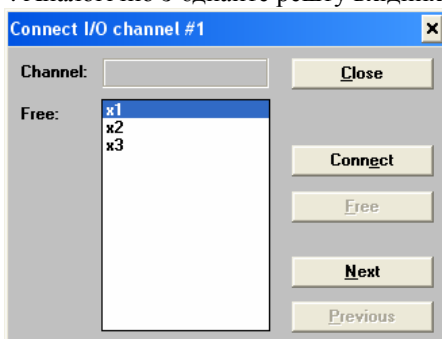 Connect I/O channel #1
Channel:
Close
Free:
x1
x2
x3
Connect
Free
Next
Previous